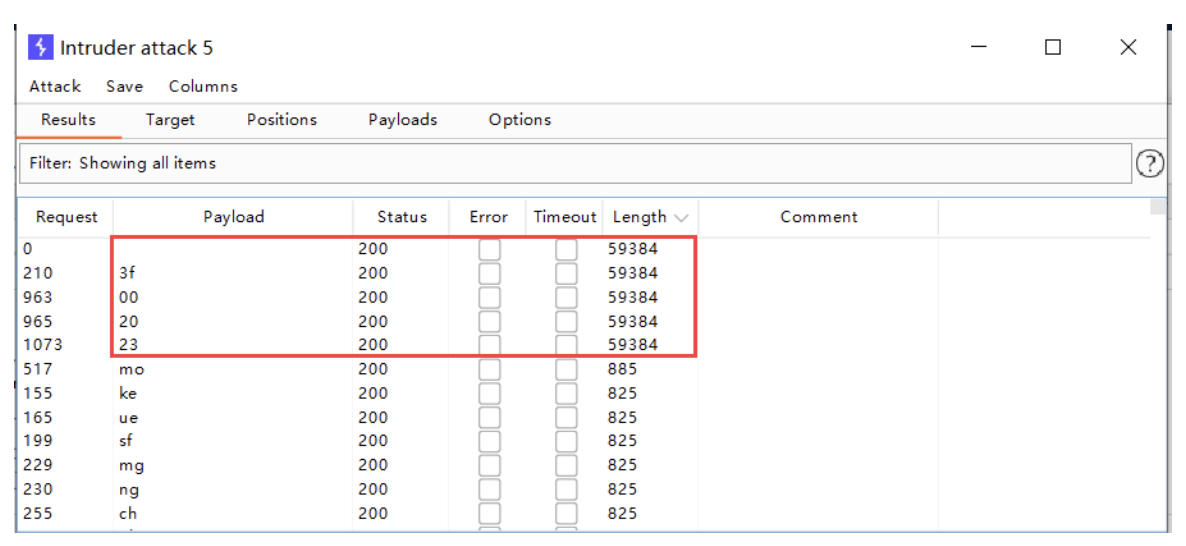 Intruder attack 5
Attack Save Columns
Results Target Positions Payloads Options
Filter: Showing all items ?
Request Payload Status Error Timeout Length Comment
0 200 59384
210 3f 200 59384
963 00 200 59384
965 20 200 59384
1073 23 200 59384
517 mo 200 885
155 ke 200 825
165 ue 200 825
199 sf 200 825
229 mg 200 825
230 ng 200 825
255 ch 200 825